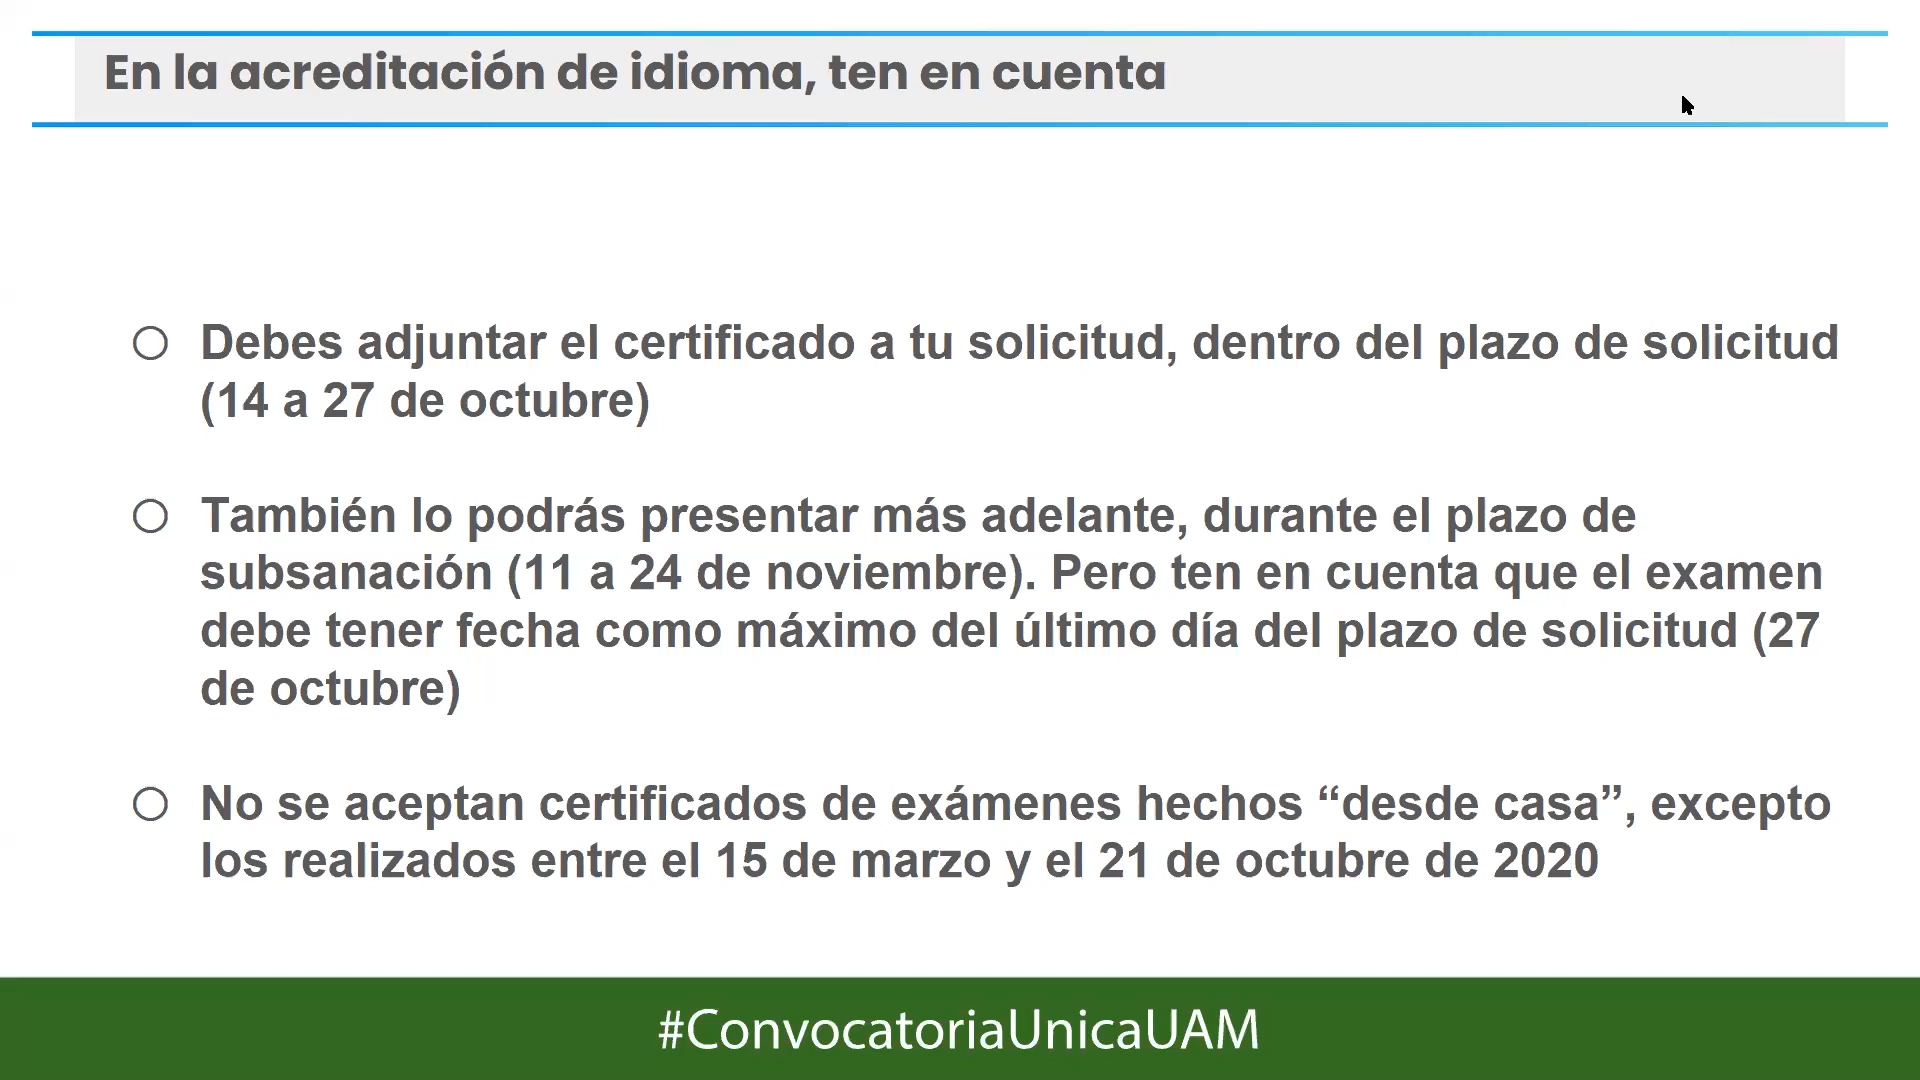 En la acreditación de idioma, ten en cuenta
Debes adjuntar el certificado a tu solicitud, dentro del plazo de solicitud
(14 a 27 de octubre)
También lo podrás presentar más adelante, durante el plazo de
subsanación (11 a 24 de noviembre). Pero ten en cuenta que el examen
debe tener fecha como máximo del último día del plazo de solicitud (27
de octubre)
No se aceptan certificados de exámenes hechos “desde casa”, excepto
los realizados entre el 15 de marzo y el 21 de octubre de 2020
#ConvocatoriaUnicaUAM